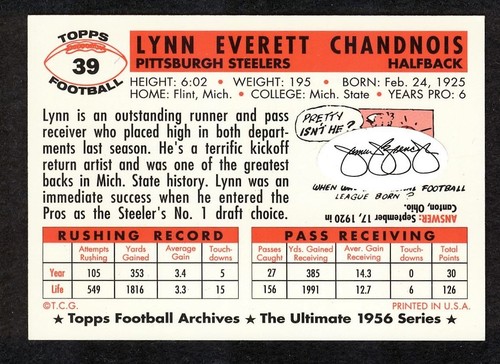 TOPPS
39
FOOTBALL
LYNN EVERETT CHANDNOIS
PITTSBURGH STEELERS HALFBACK
HEIGHT: 6:02 • WEIGHT: 195 • BORN: Feb. 24, 1925
HOME: Flint, Mich. • COLLEGE: Mich. State • YEARS PRO: 6
Lynn is an outstanding runner and pass
receiver who placed high in both depart-
ments last season. He's a terrific kickoff
return artist and was one of the greatest
backs in Mich. State history. Lynn was an
immediate success when he entered the
Pros as the Steeler's No. 1 draft choice.
PRETTY
ISN'T HE?
WHEN FOOTBALL
LEAGUE BORN?
ANSWER: September 17, 1920 in
Canton, Ohio.
RUSHING RECORD
Attempts Rushing Yards Gained Average Gain Touch-downs
Year 105 353 3.4 5
Life 549 1816 3.3 15
PASS RECEIVING
Passes Caught Yds. Gained Receiving Aver. Gain Receiving Touch-downs Total Points
27 385 14.3 0 30
156 1991 12.7 6 126
©T.C.G. PRINTED IN U.S.A.
★ Topps Football Archives ★ The Ultimate 1956 Series ★